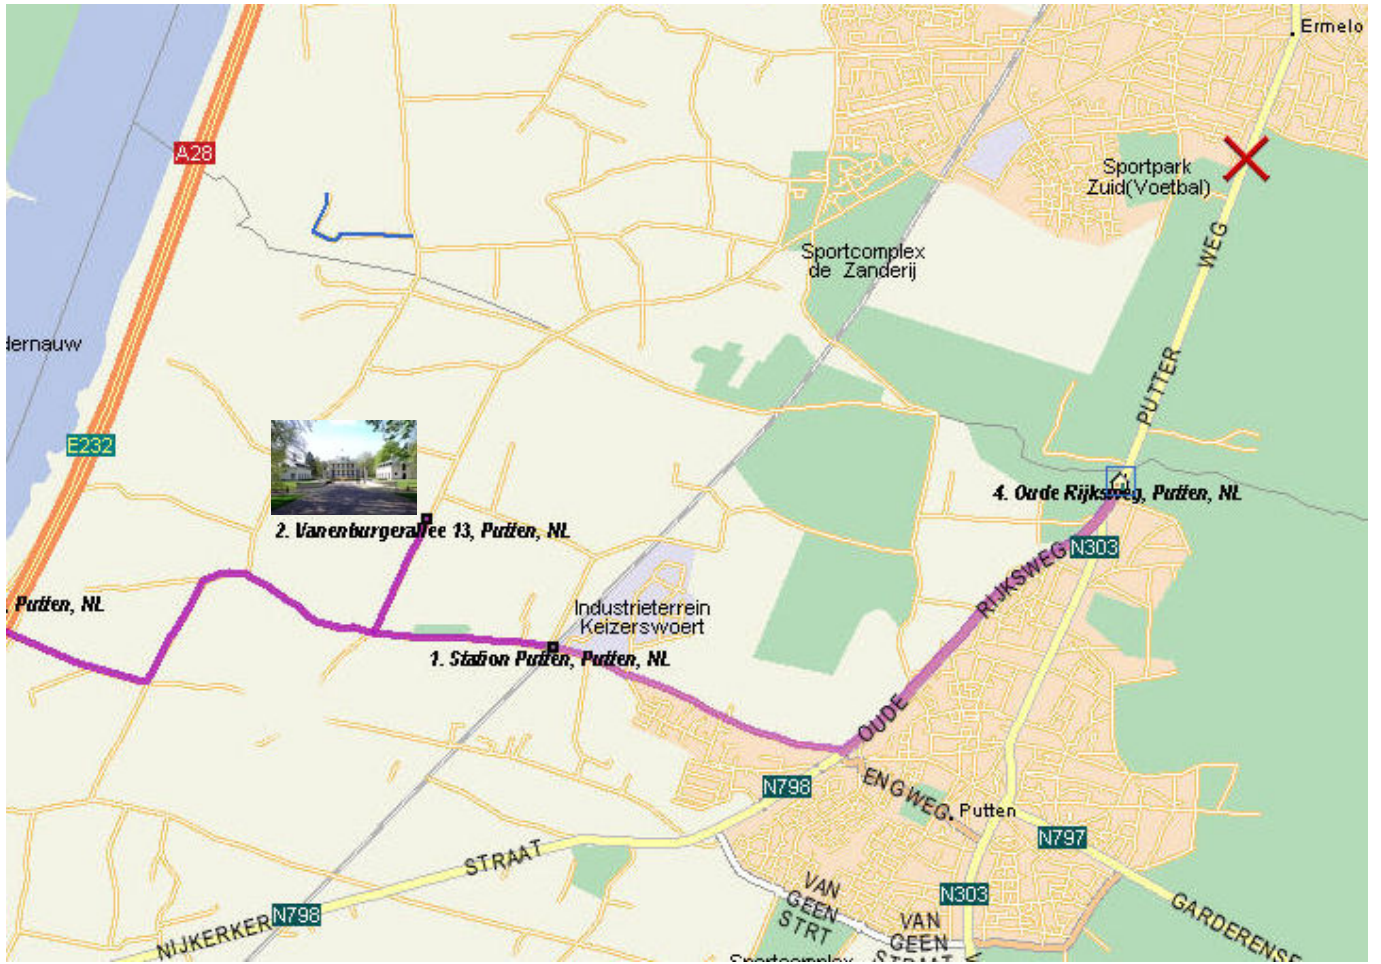 Ermelo
A28
Sportpark
Zuid(Voetbal)
WEG
Sportcomplex
de Zanderij
dernauw
PUTTER
E232
4. Oude Rijksweg, Putten, NL
2. Vanenburgerallee 13, Putten, NL
N303
RIJKSWEG
. Putten, NL
Industrieterrein
Keizerswoert
1. Station Putten, Putten, NL
OUDE
N798
ENGWEG
Putten
N797
STRAAT
VAN
GEEN
STRT
N303
N798
NIJKERKER
VAN
GEEN
STRAAT
GARDERENSE
Sportcomplex